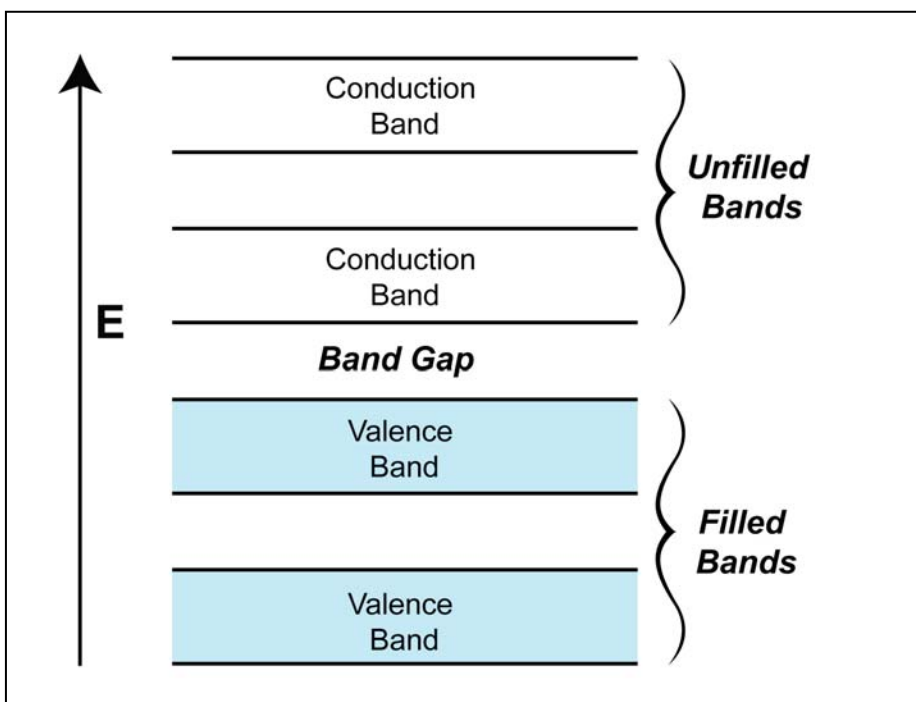 Conduction
Band
Unfilled
Bands
Conduction
Band
E
Band Gap
Valence
Band
Filled
Bands
Valence
Band